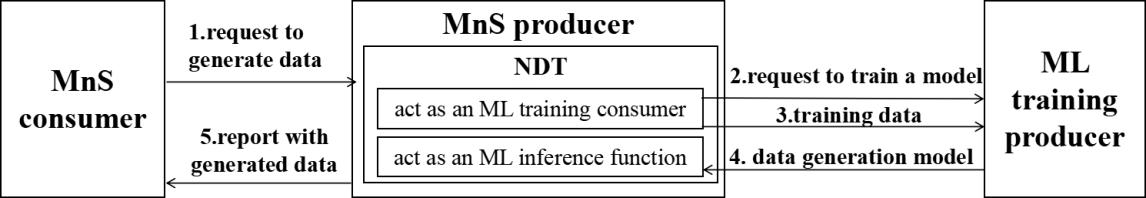 MnS
consumer
1.request to
generate data
5.report with
generated data
MnS producer
NDT
act as an ML training consumer
act as an ML inference function
2.request to train a model
3.training data
4. data generation model
ML
training
producer